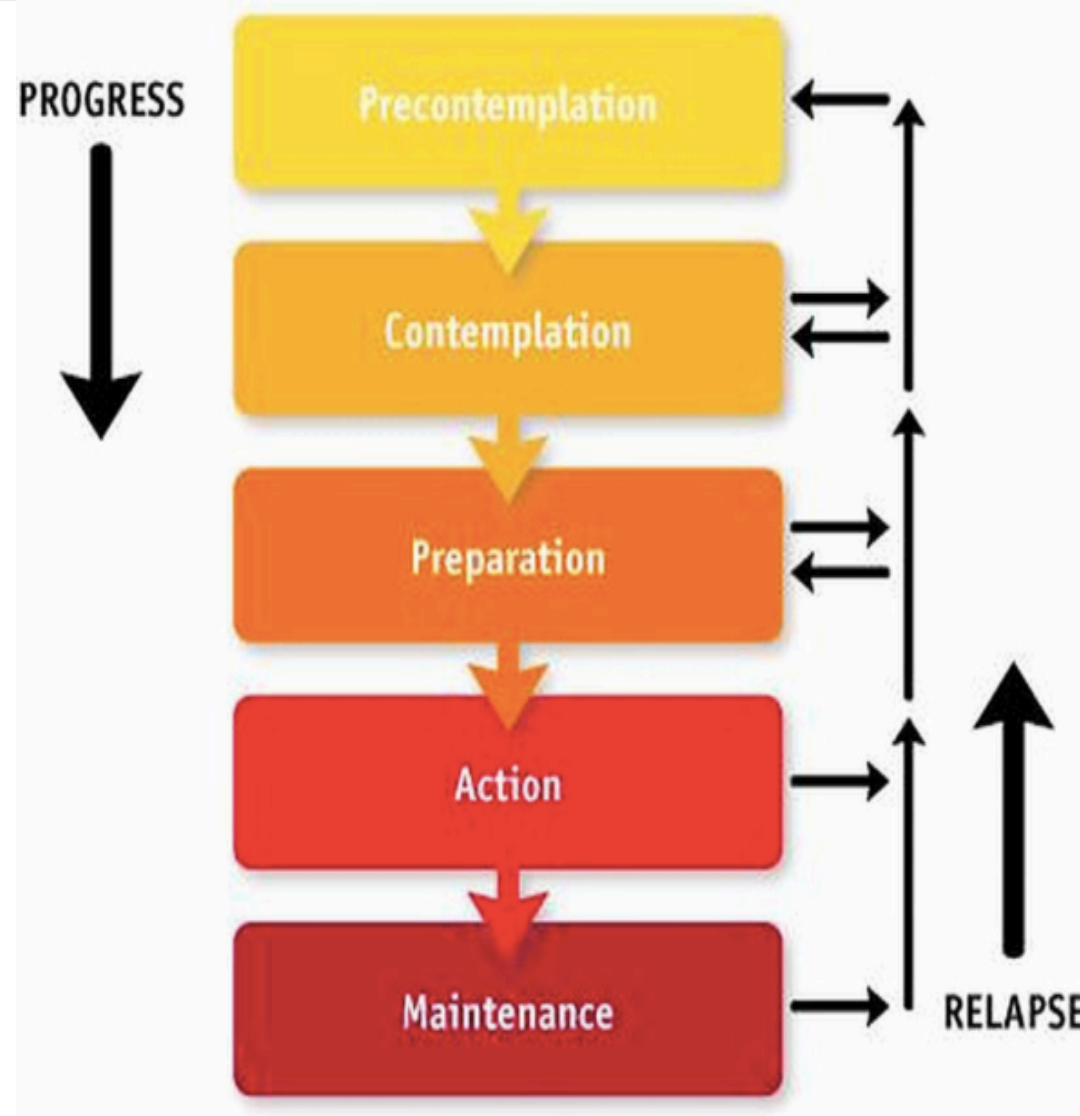 PROGRESS
Precontemplation
Contemplation
Preparation
Action
Maintenance
RELAPSE